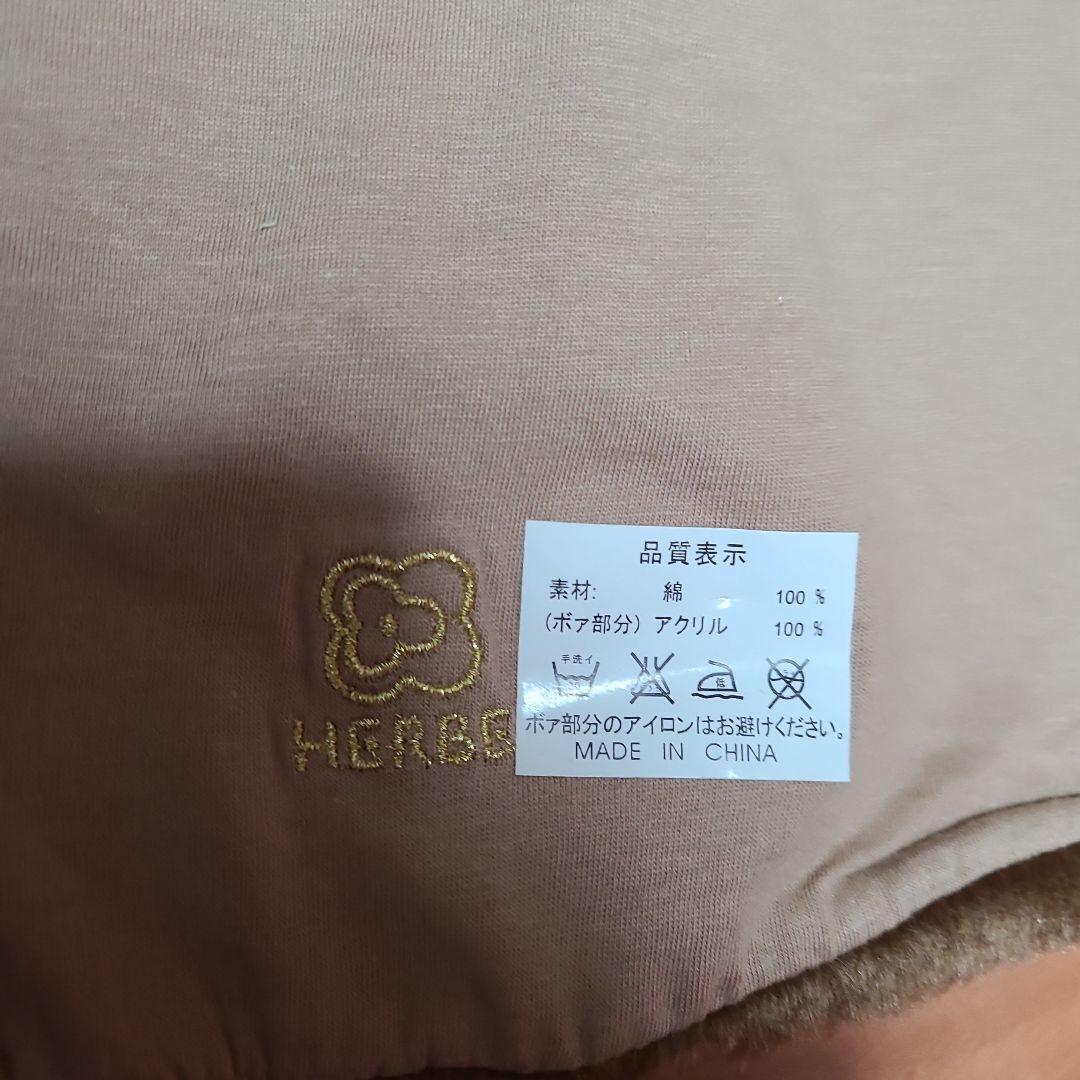 HERBE
品質表示
素材: 綿 100 %
(ボァ部分) アクリル 100 %
手洗イ
低
ボァ部分のアイロンはお避けください。
MADE IN CHINA